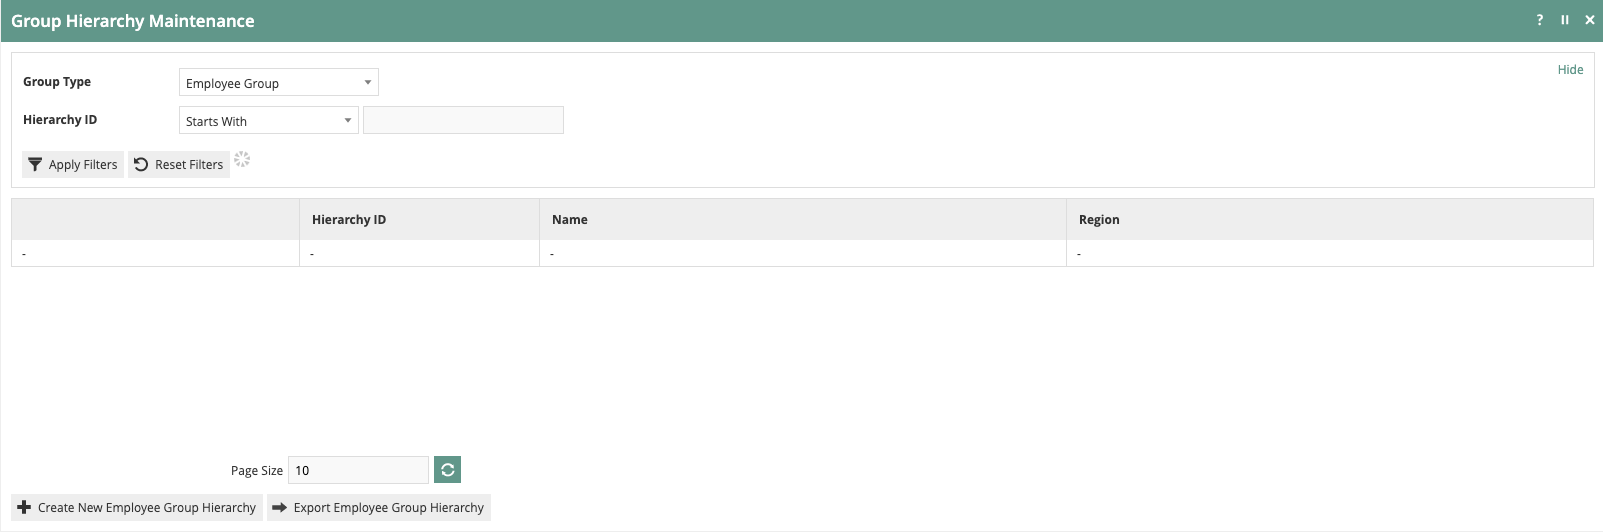 Group Hierarchy Maintenance ?
Hide
Group Type Employee Group
Hierarchy ID Starts With
Apply Filters Reset Filters
Hierarchy ID Name Region
- - - -
Page Size 10
Create New Employee Group Hierarchy Export Employee Group Hierarchy